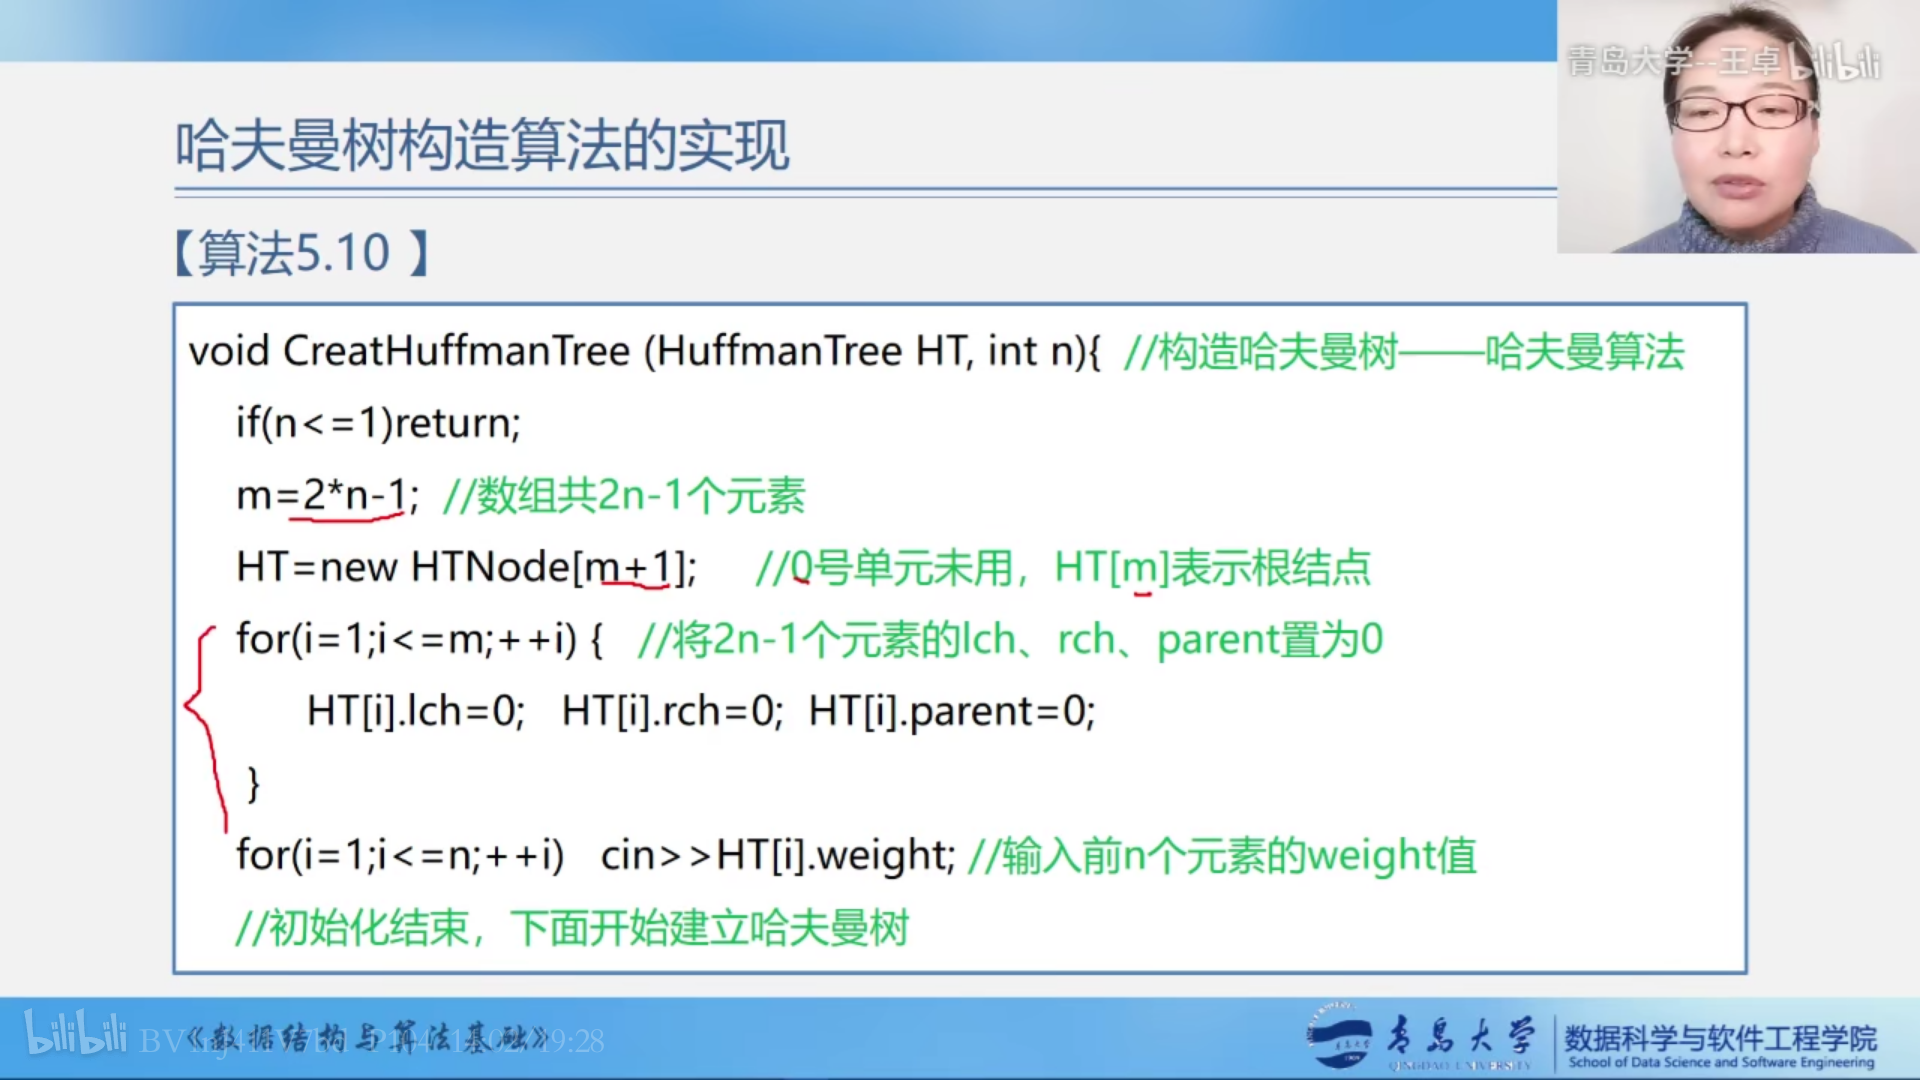 青岛大学--王卓 bilibili
哈夫曼树构造算法的实现
【算法5.10 】
void CreatHuffmanTree (HuffmanTree HT, int n){ //构造哈夫曼树——哈夫曼算法
if(n<=1)return;
m=2*n-1; //数组共2n-1个元素
HT=new HTNode[m+1]; //0号单元未用，HT[m]表示根结点
for(i=1;i<=m;++i) { //将2n-1个元素的lch、rch、parent置为0
HT[i].lch=0; HT[i].rch=0; HT[i].parent=0;
}
for(i=1;i<=n;++i) cin>>HT[i].weight; //输入前n个元素的weight值
//初始化结束，下面开始建立哈夫曼树
bilibili
《数据结构与算法基础》
19:28
青岛大学
QINGDAO UNIVERSITY
数据科学与软件工程学院
School of Data Science and Software Engineering